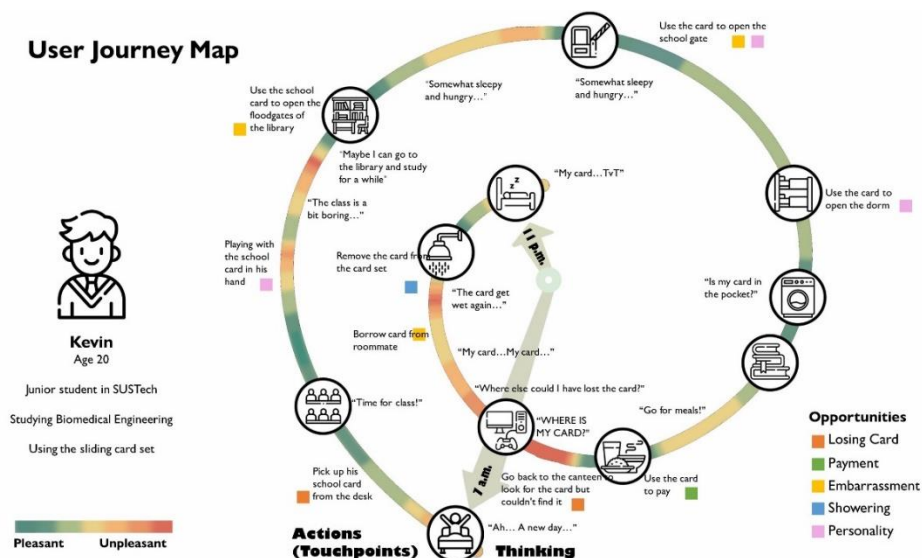 User Journey Map
Use the card to open the
school gate
"Somewhat sleepy
and hungry…"
"Somewhat sleepy
and hungry…"
Use the school
card to open the
floodgates of
the library
"Maybe I can go to
the library and study
for a while"
"The class is a
bit boring…"
"My card…TvT"
Use the card to
open the dorm
11 p.m.
Playing with
the school
card in his
hand
Remove the card from
the card set
"The card get
wet again…"
"Is my card
in the pocket?"
Borrow card from
roommate
"My card…My card…"
Kevin
Age 20
Junior student in SUSTech
Studying Biomedical Engineering
Using the sliding card set
"Time for class!"
"Where else could I have lost the card?"
"WHERE IS
MY CARD?"
"Go for meals!"
Pick up his
school card
from the desk
7 a.m.
Go back to the canteen to
look for the card but
couldn't find it
Use the card
to pay
"Ah… A new day…"
Actions
(Touchpoints)
Thinking
Opportunities
Losing Card
Payment
Embarrassment
Showering
Personality
Pleasant
Unpleasant